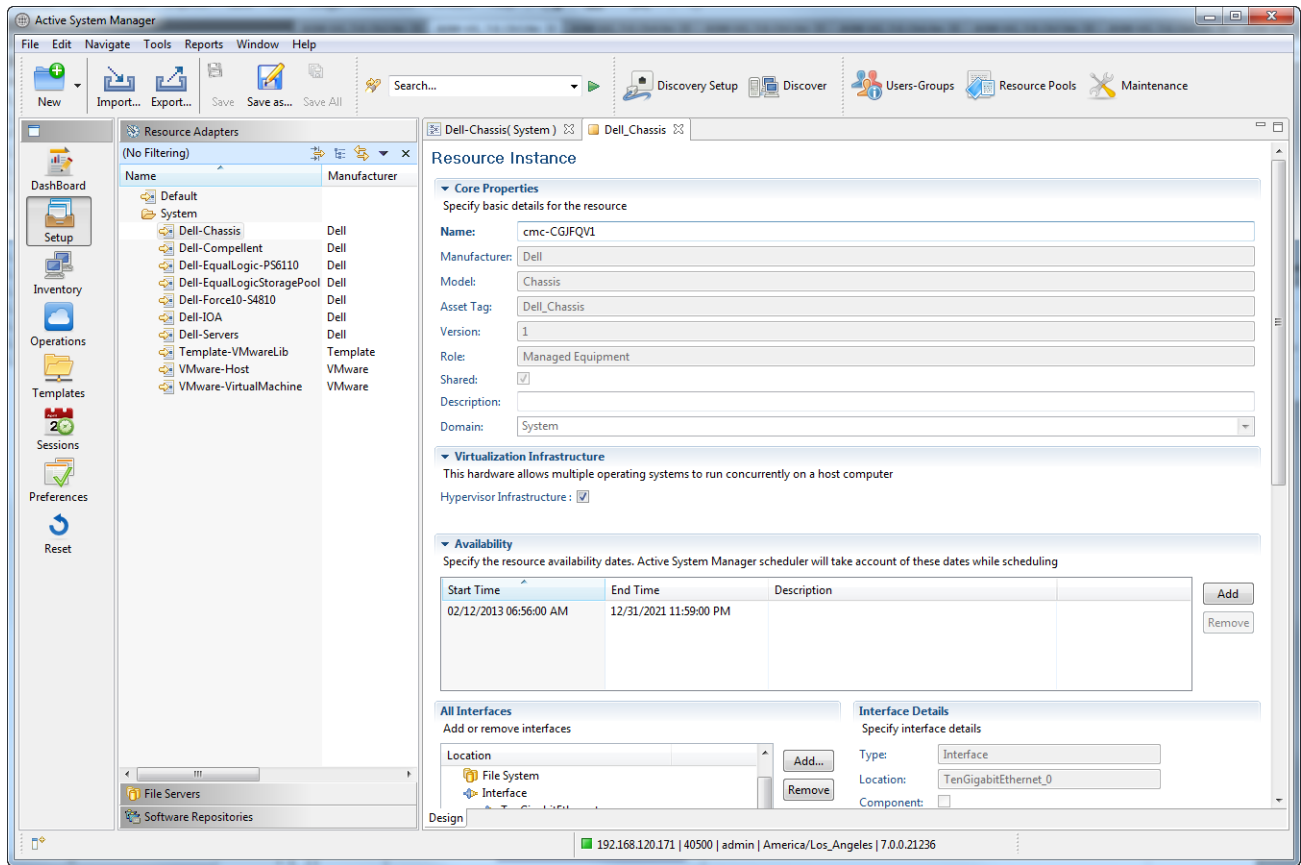 Active System Manager
File Edit Navigate Tools Reports Window Help
New Import... Export... Save Save as... Save All Search... Discovery Setup Discover Users-Groups Resource Pools Maintenance
DashBoard
Setup
Inventory
Operations
Templates
Sessions
Preferences
Reset
Resource Adapters
(No Filtering)
Name Manufacturer
Default
System
Dell-Chassis Dell
Dell-Compellent Dell
Dell-EqualLogic-PS6110 Dell
Dell-EqualLogicStoragePool Dell
Dell-Force10-S4810 Dell
Dell-IOA Dell
Dell-Servers Dell
Template-VMwareLib Template
VMware-Host VMware
VMware-VirtualMachine VMware
File Servers
Software Repositories
Dell-Chassis( System ) Dell_Chassis
Resource Instance
Core Properties
Specify basic details for the resource
Name: cmc-CGJFQV1
Manufacturer: Dell
Model: Chassis
Asset Tag: Dell_Chassis
Version: 1
Role: Managed Equipment
Shared:
Description:
Domain: System
Virtualization Infrastructure
This hardware allows multiple operating systems to run concurrently on a host computer
Hypervisor Infrastructure :
Availability
Specify the resource availability dates. Active System Manager scheduler will take account of these dates while scheduling
Start Time End Time Description
02/12/2013 06:56:00 AM 12/31/2021 11:59:00 PM
Add
Remove
All Interfaces
Add or remove interfaces
Location
File System
Interface
Add...
Remove
Interface Details
Specify interface details
Type: Interface
Location: TenGigabitEthernet_0
Component:
Design
192.168.120.171 | 40500 | admin | America/Los_Angeles | 7.0.0.21236